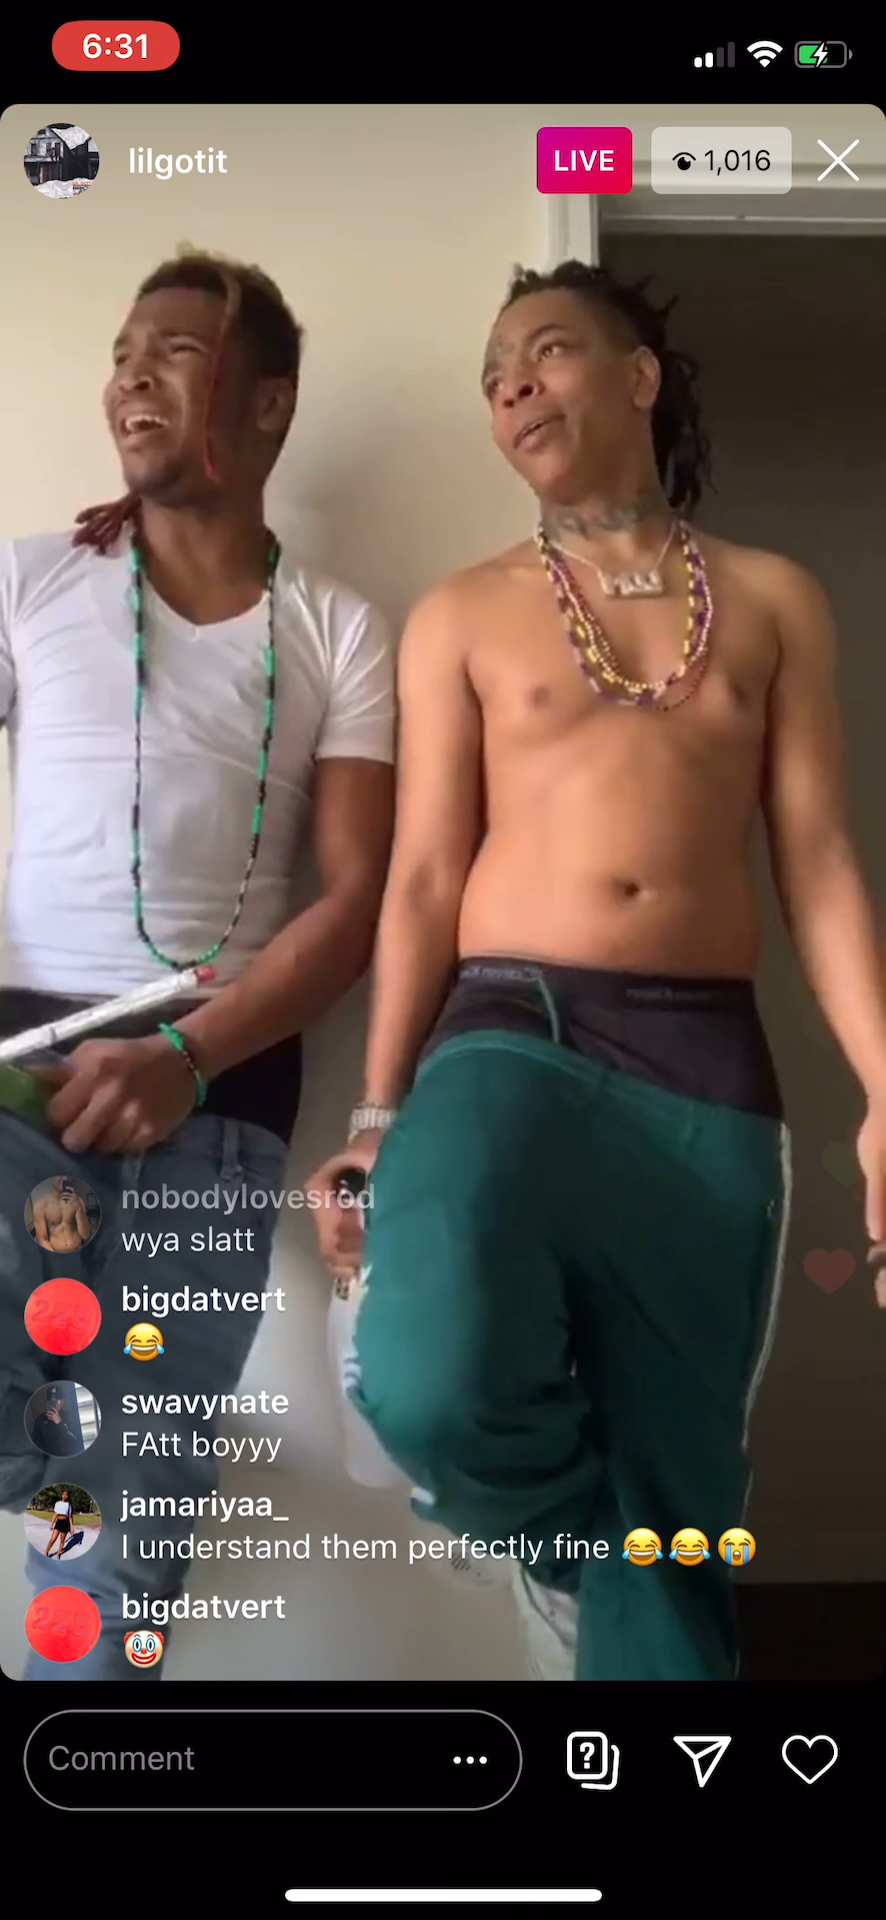 6:31
lilgotit
LIVE
1,016
nobodylovesrod
wya slatt
bigdatvert
😂
swavynate
FAtt boyyy
jamariyaa_
I understand them perfectly fine 😂😂😭
bigdatvert
🤡
Comment